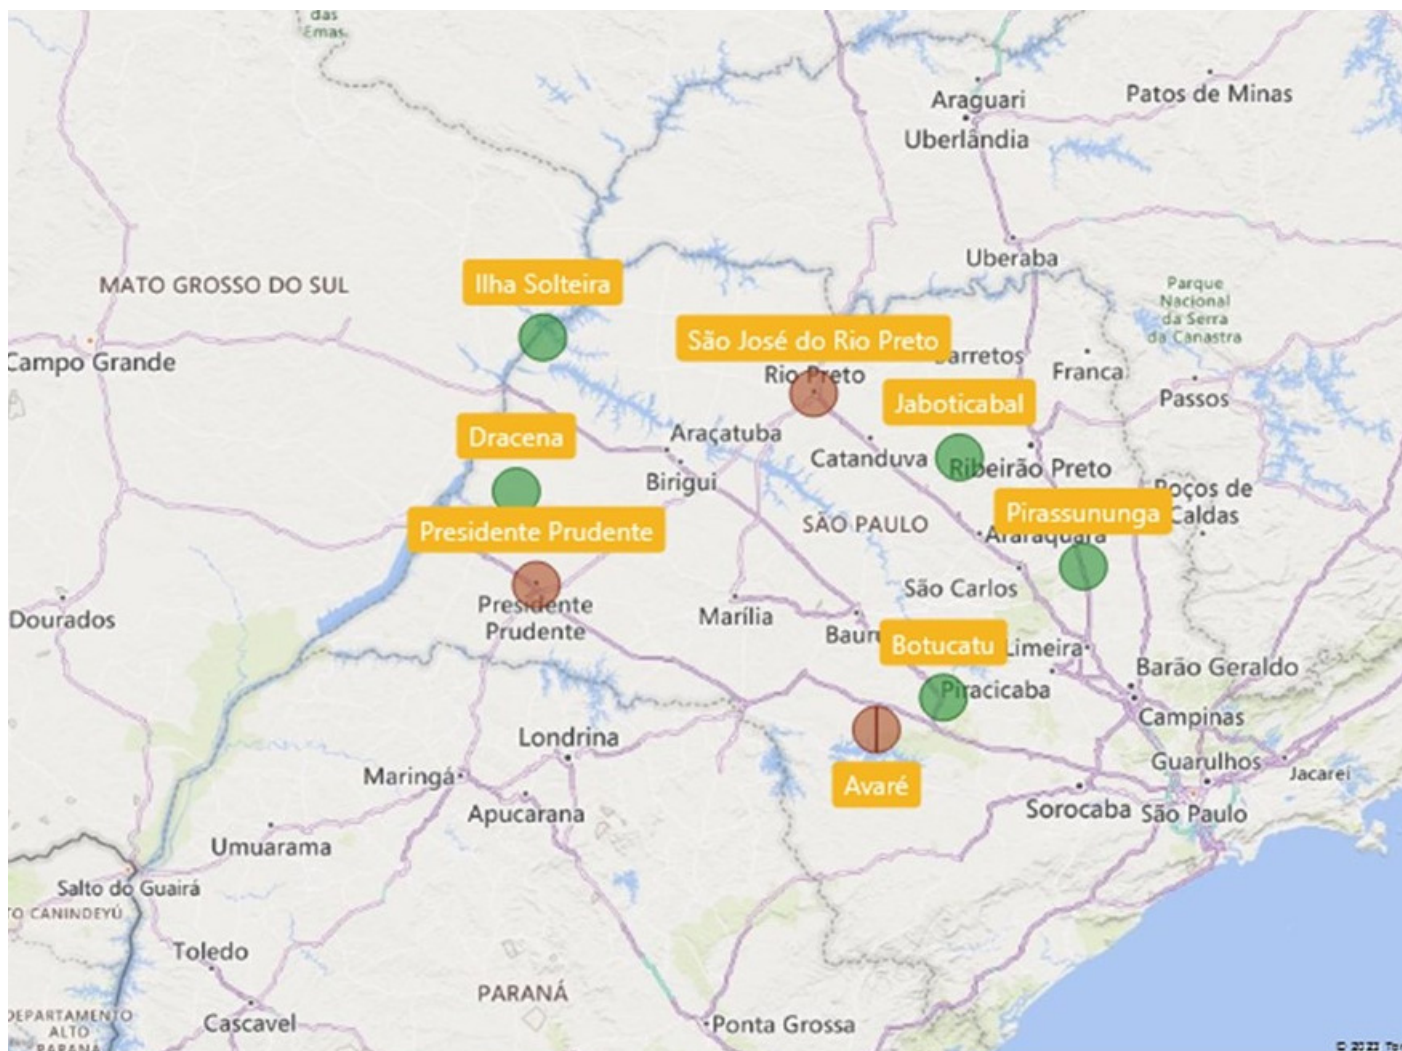 das
Emas
Araguari
Uberlândia
Patos de Minas
Uberaba
MATO GROSSO DO SUL
Ilha Solteira
Parque
Nacional
da Serra
da Canastra
Campo Grande
São José do Rio Preto
Rio Preto
arretos
Franca
Passos
Jaboticabal
Dracena
Araçatuba
Catanduva
Ribeirão Preto
Birigui
Poços de
Caldas
Pirassununga
SÃO PAULO
Araraquara
Presidente Prudente
São Carlos
Presidente
Prudente
Dourados
Marília
Bauru
Botucatu
Limeira
Piracicaba
Barão Geraldo
Campinas
Londrina
Maringá
Apucarana
Avaré
Guarulhos
Jacarei
Sorocaba
São Paulo
Umuarama
Salto do Guairá
TO CANINDEYÚ
Toledo
PARANÁ
DEPARTAMENTO
ALTO
PARANÁ
Cascavel
Ponta Grossa